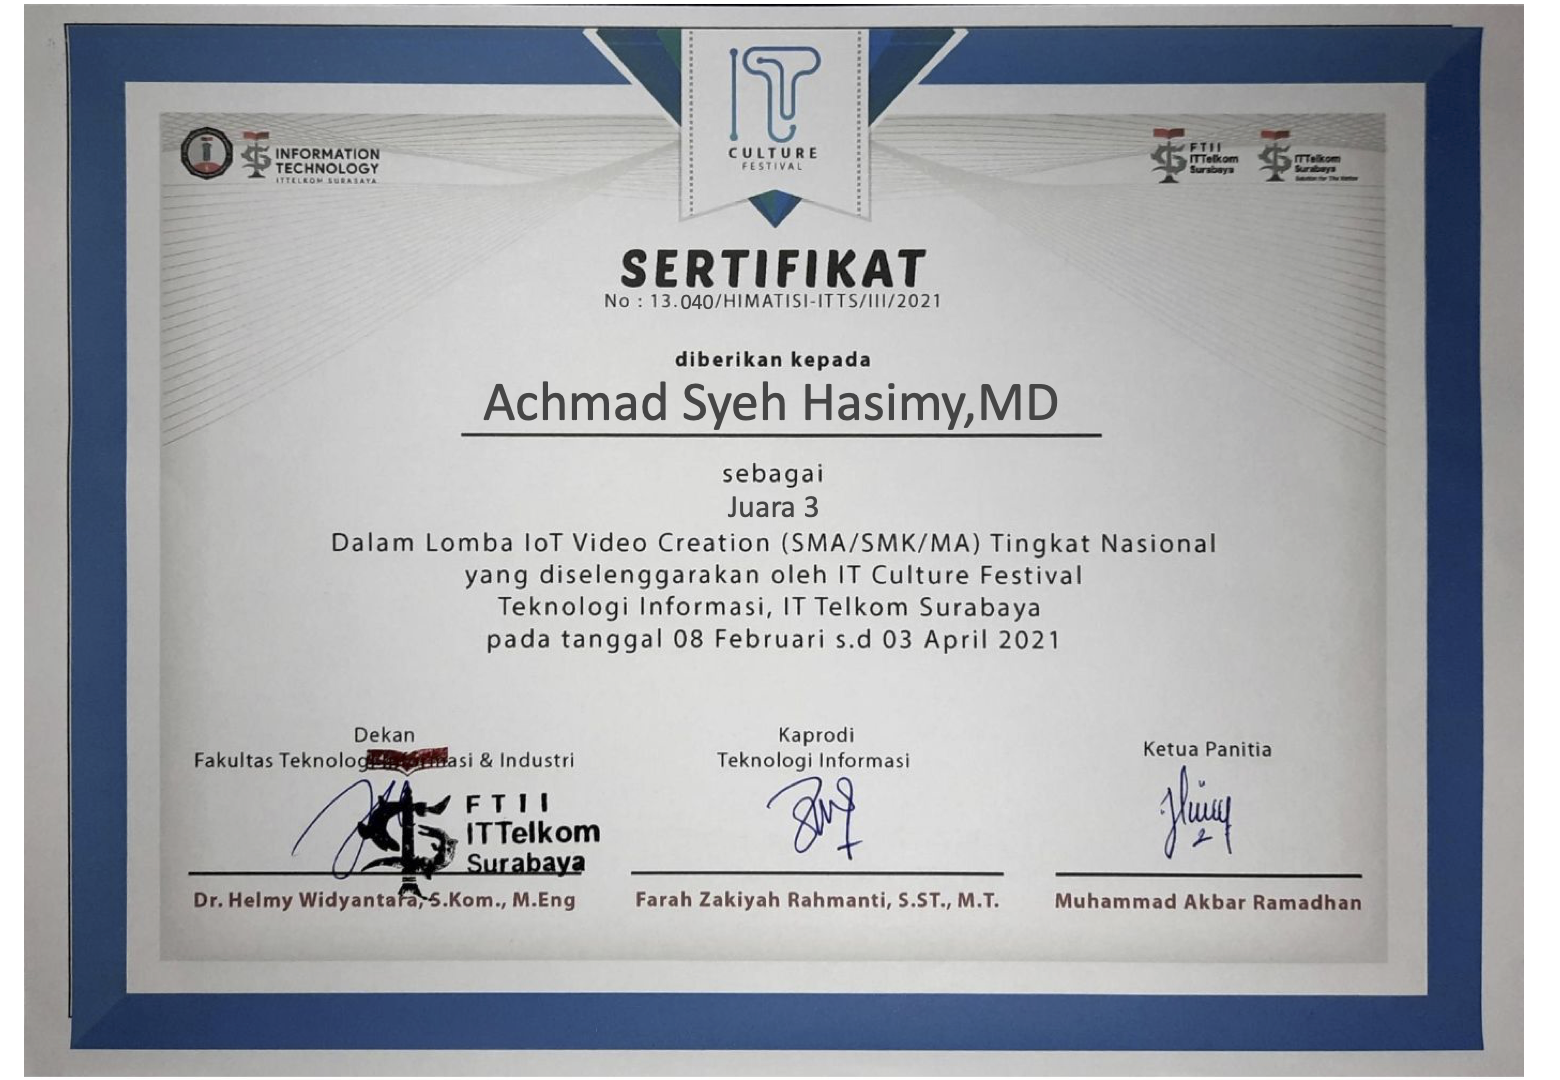 IT
CULTURE
FESTIVAL
INFORMATION
TECHNOLOGY
ITTELKOM SURABAYA
FTII
ITTelkom
Surabaya
ITTelkom
Surabaya
SERTIFIKAT
No : 13.040/HIMATISI-ITTS/III/2021
diberikan kepada
Achmad Syeh Hasimy,MD
sebagai
Juara 3
Dalam Lomba IoT Video Creation (SMA/SMK/MA) Tingkat Nasional
yang diselenggarakan oleh IT Culture Festival
Teknologi Informasi, IT Telkom Surabaya
pada tanggal 08 Februari s.d 03 April 2021
Dekan
Fakultas Teknologi Informasi & Industri
FTII
ITTelkom
Surabaya
Dr. Helmy Widyantara, S.Kom., M.Eng
Kaprodi
Teknologi Informasi
Farah Zakiyah Rahmanti, S.ST., M.T.
Ketua Panitia
Muhammad Akbar Ramadhan